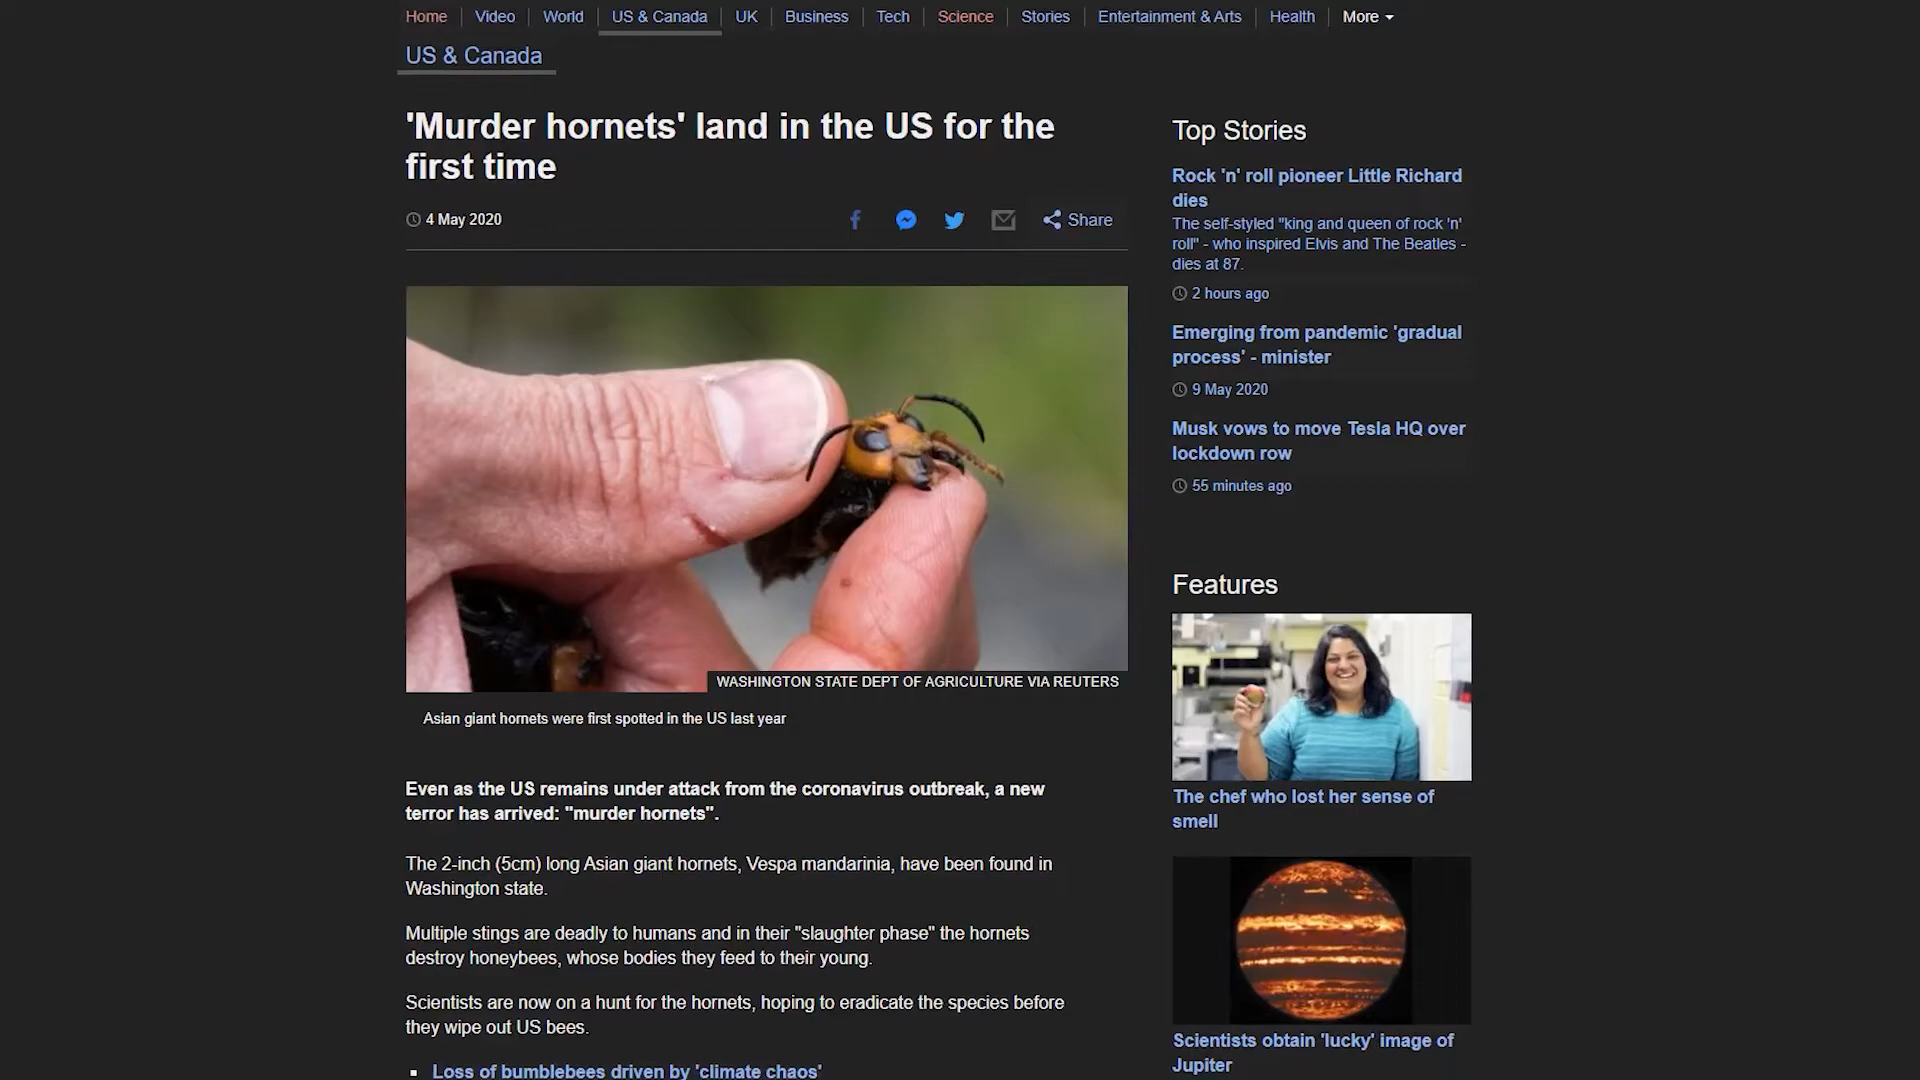 Home Video World US & Canada UK Business Tech Science Stories Entertainment & Arts Health More
US & Canada
'Murder hornets' land in the US for the
first time
4 May 2020
Share
WASHINGTON STATE DEPT OF AGRICULTURE VIA REUTERS
Asian giant hornets were first spotted in the US last year
Even as the US remains under attack from the coronavirus outbreak, a new
terror has arrived: "murder hornets".
The 2-inch (5cm) long Asian giant hornets, Vespa mandarinia, have been found in
Washington state.
Multiple stings are deadly to humans and in their "slaughter phase" the hornets
destroy honeybees, whose bodies they feed to their young.
Scientists are now on a hunt for the hornets, hoping to eradicate the species before
they wipe out US bees.
Loss of bumblebees driven by 'climate chaos'
Top Stories
Rock 'n' roll pioneer Little Richard
dies
The self-styled "king and queen of rock 'n'
roll" - who inspired Elvis and The Beatles -
dies at 87.
2 hours ago
Emerging from pandemic 'gradual
process' - minister
9 May 2020
Musk vows to move Tesla HQ over
lockdown row
55 minutes ago
Features
The chef who lost her sense of
smell
Scientists obtain 'lucky' image of
Jupiter